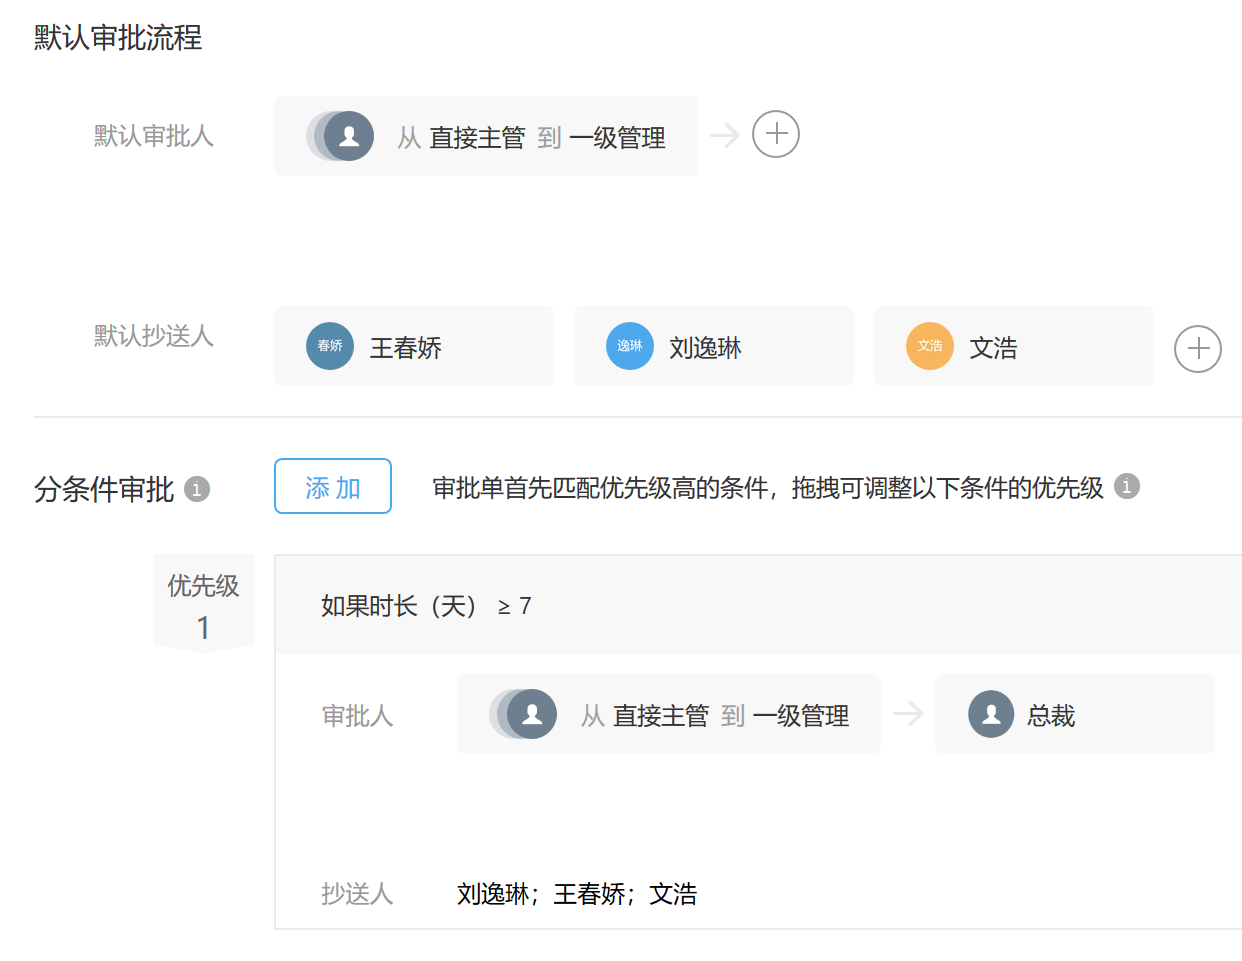 默认审批流程
默认审批人 从 直接主管 到 一级管理
默认抄送人 春娇 王春娇 逸琳 刘逸琳 文浩 文浩
分条件审批 添 加 审批单首先匹配优先级高的条件，拖拽可调整以下条件的优先级
优先级
1
如果时长（天） ≥ 7
审批人 从 直接主管 到 一级管理 总裁
抄送人 刘逸琳；王春娇；文浩